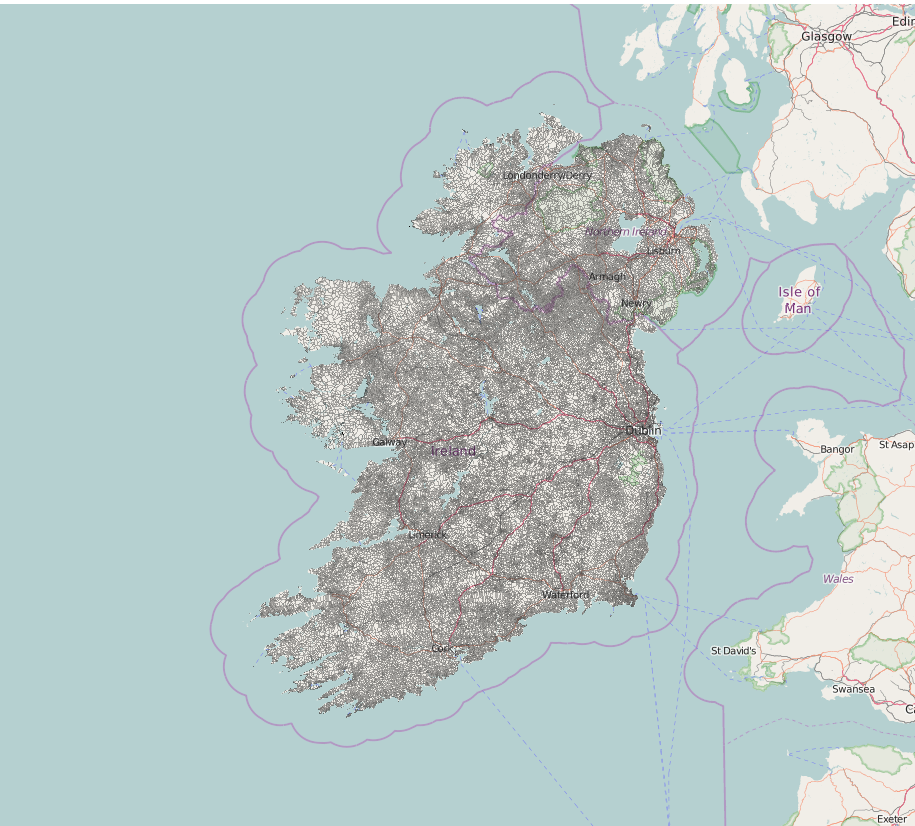 Glasgow
Edin
Londonderry/Derry
Northern Ireland
Lisburn
Armagh
Isle of
Man
Newry
Dublin
Galway
Ireland
Bangor
St Asap
Limerick
Wales
Waterford
Cork
St David's
Swansea
Ca
Exeter